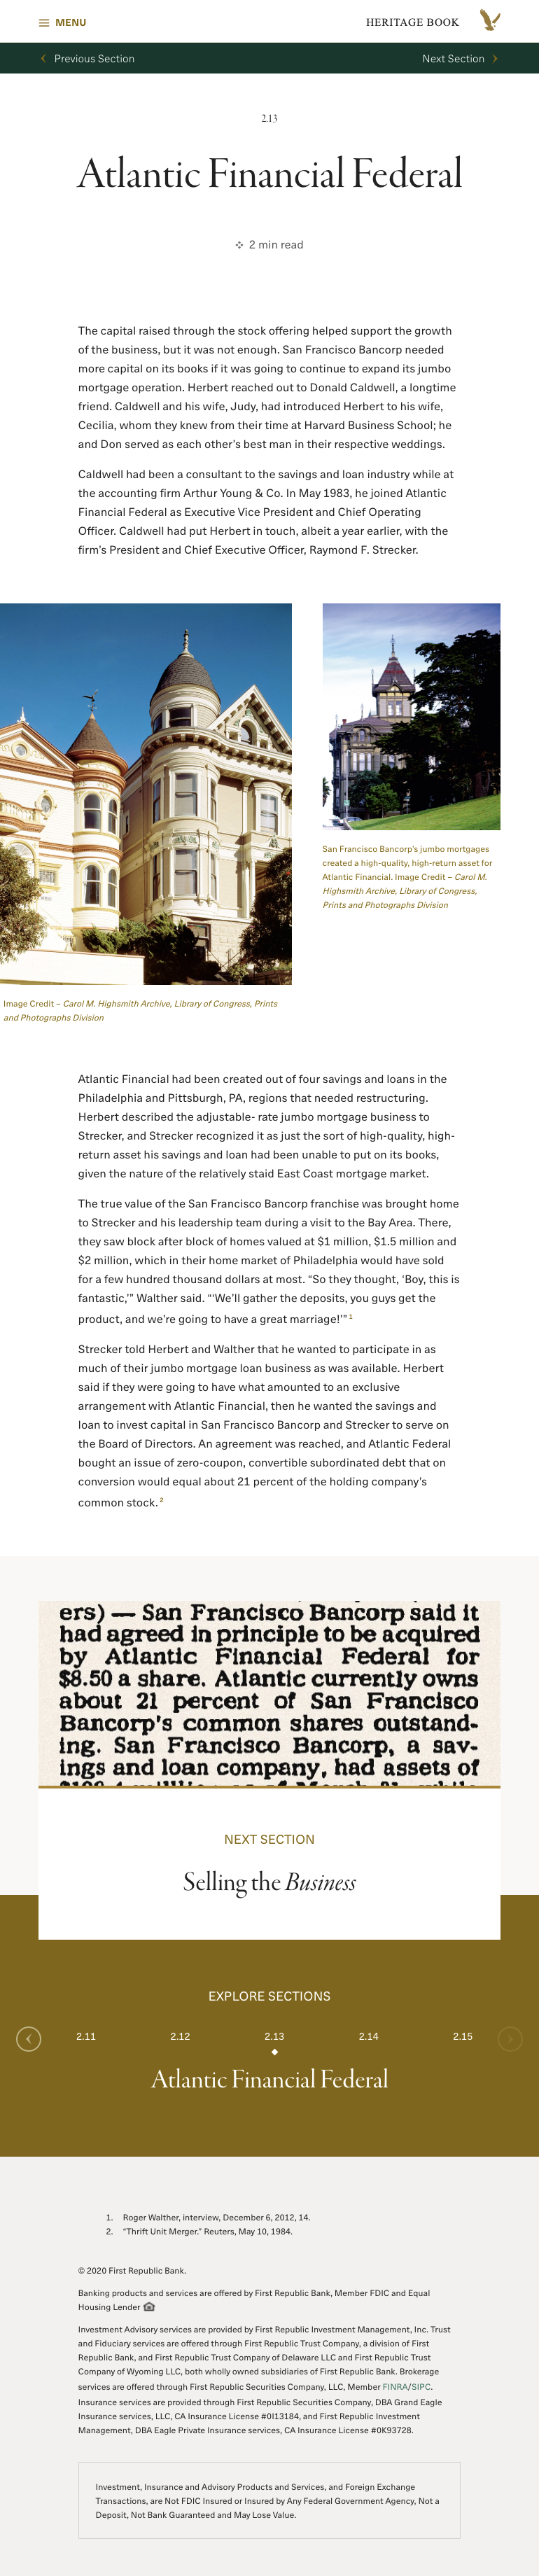 MENU
HERITAGE BOOK
Previous Section
Next Section
2.13
Atlantic Financial Federal
2 min read
The capital raised through the stock offering helped support the growth
of the business, but it was not enough. San Francisco Bancorp needed
more capital on its books if it was going to continue to expand its jumbo
mortgage operation. Herbert reached out to Donald Caldwell, a longtime
friend. Caldwell and his wife, Judy, had introduced Herbert to his wife,
Cecilia, whom they knew from their time at Harvard Business School; he
and Don served as each other's best man in their respective weddings.
Caldwell had been a consultant to the savings and loan industry while at
the accounting firm Arthur Young & Co. In May 1983, he joined Atlantic
Financial Federal as Executive Vice President and Chief Operating
Officer. Caldwell had put Herbert in touch, albeit a year earlier, with the
firm's President and Chief Executive Officer, Raymond F. Strecker.
San Francisco Bancorp's jumbo mortgages
created a high-quality, high-return asset for
Atlantic Financial. Image Credit – Carol M.
Highsmith Archive, Library of Congress,
Prints and Photographs Division
Image Credit – Carol M. Highsmith Archive, Library of Congress, Prints
and Photographs Division
Atlantic Financial had been created out of four savings and loans in the
Philadelphia and Pittsburgh, PA, regions that needed restructuring.
Herbert described the adjustable- rate jumbo mortgage business to
Strecker, and Strecker recognized it as just the sort of high-quality, high-
return asset his savings and loan had been unable to put on its books,
given the nature of the relatively staid East Coast mortgage market.
The true value of the San Francisco Bancorp franchise was brought home
to Strecker and his leadership team during a visit to the Bay Area. There,
they saw block after block of homes valued at $1 million, $1.5 million and
$2 million, which in their home market of Philadelphia would have sold
for a few hundred thousand dollars at most. “So they thought, ‘Boy, this is
fantastic,’” Walther said. “‘We’ll gather the deposits, you guys get the
product, and we’re going to have a great marriage!’” 1
Strecker told Herbert and Walther that he wanted to participate in as
much of their jumbo mortgage loan business as was available. Herbert
said if they were going to have what amounted to an exclusive
arrangement with Atlantic Financial, then he wanted the savings and
loan to invest capital in San Francisco Bancorp and Strecker to serve on
the Board of Directors. An agreement was reached, and Atlantic Federal
bought an issue of zero-coupon, convertible subordinated debt that on
conversion would equal about 21 percent of the holding company’s
common stock. 2
ers) — San Francisco Bancorp said it
had agreed in principle to be acquired
by Atlantic Financial Federal for
$8.50 a share. Atlantic currently owns
about 21 percent of San Francisco
Bancorp's common shares outstand-
ing. San Francisco Bancorp, a sav-
ings and loan company, had assets of
NEXT SECTION
Selling the Business
EXPLORE SECTIONS
2.11 2.12 2.13 2.14 2.15
Atlantic Financial Federal
1. Roger Walther, interview, December 6, 2012, 14.
2. “Thrift Unit Merger.” Reuters, May 10, 1984.
© 2020 First Republic Bank.
Banking products and services are offered by First Republic Bank, Member FDIC and Equal
Housing Lender
Investment Advisory services are provided by First Republic Investment Management, Inc. Trust
and Fiduciary services are offered through First Republic Trust Company, a division of First
Republic Bank, and First Republic Trust Company of Delaware LLC and First Republic Trust
Company of Wyoming LLC, both wholly owned subsidiaries of First Republic Bank. Brokerage
services are offered through First Republic Securities Company, LLC, Member FINRA/SIPC.
Insurance services are provided through First Republic Securities Company, DBA Grand Eagle
Insurance services, LLC, CA Insurance License #0I13184, and First Republic Investment
Management, DBA Eagle Private Insurance services, CA Insurance License #0K93728.
Investment, Insurance and Advisory Products and Services, and Foreign Exchange
Transactions, are Not FDIC Insured or Insured by Any Federal Government Agency, Not a
Deposit, Not Bank Guaranteed and May Lose Value.